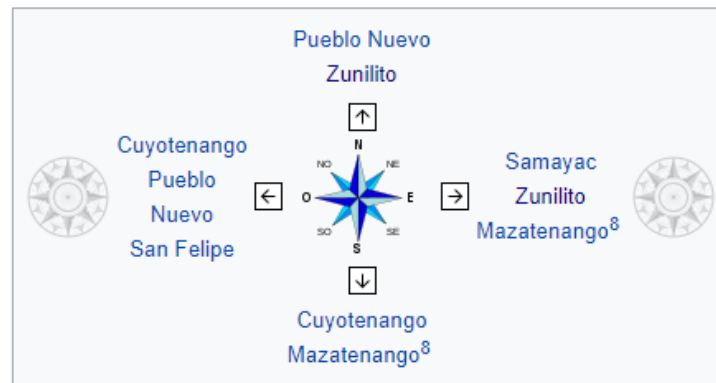 Pueblo Nuevo
Zunilito
N
Cuyotenango
Pueblo
Nuevo
San Felipe
NO
NE
O
E
SO
SE
S
Samayac
Zunilito
Mazatenango8
Cuyotenango
Mazatenango8